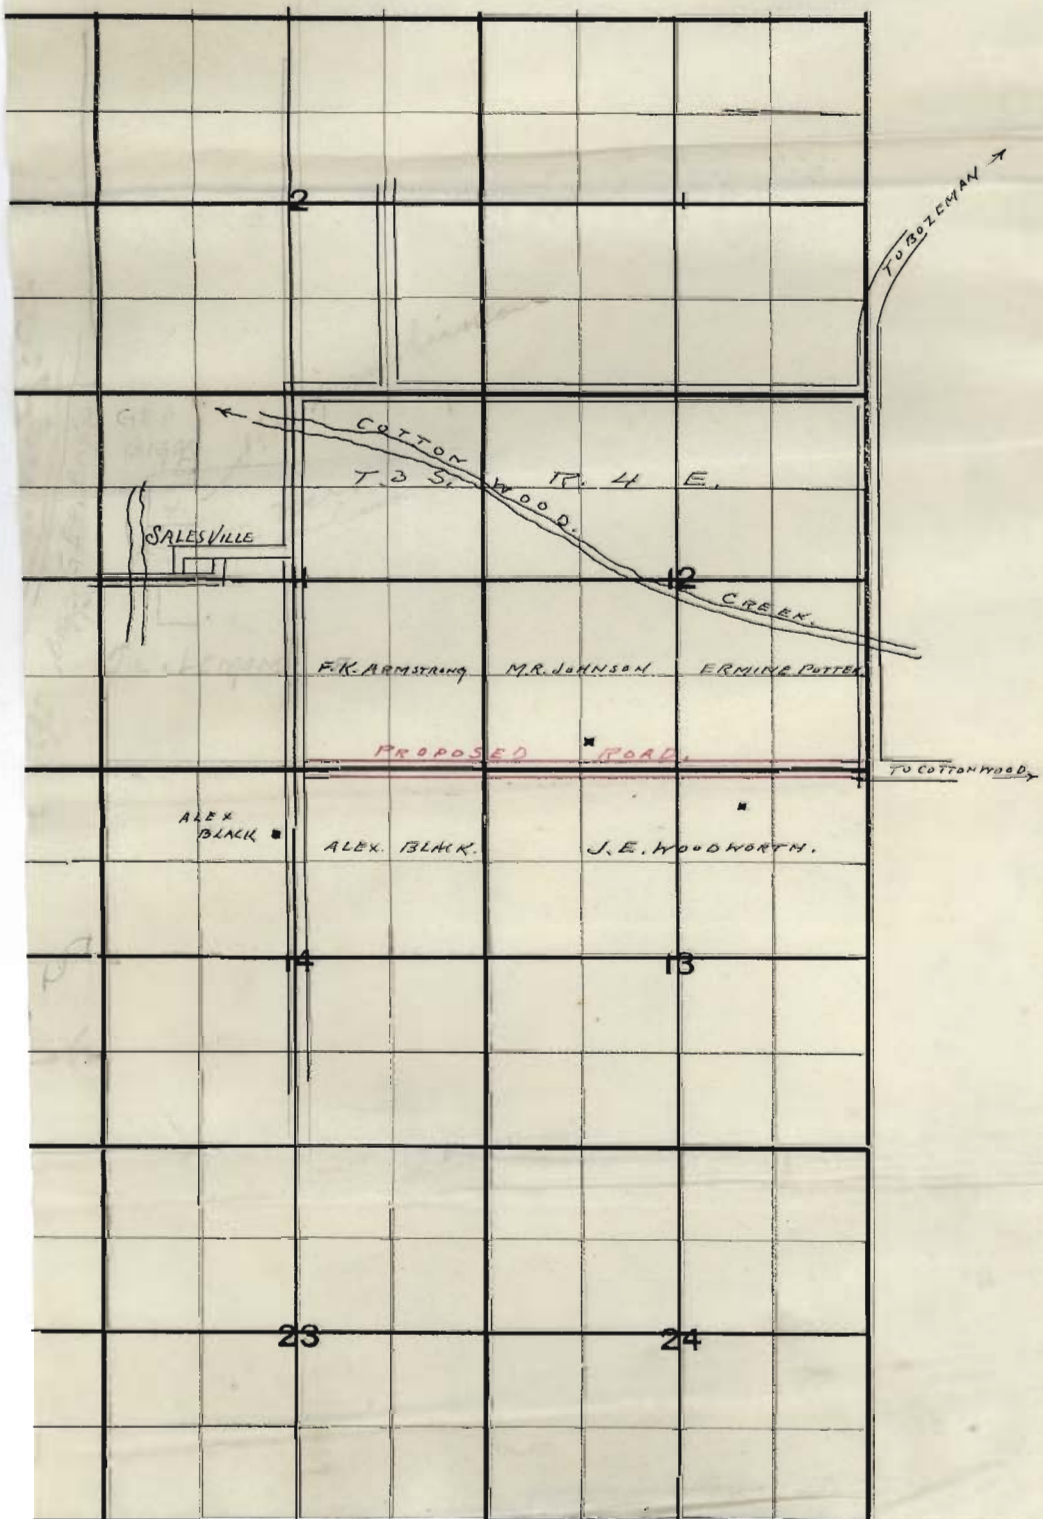 2
1
TO BOZEMAN
COTTON WOOD. CREEK.
T. 3 S. R. 4 E.
SALESVILLE
11
12
F.K. ARMSTRONG M.R. JOHNSON ERMINE POTTER
PROPOSED ROAD.
TO COTTONWOOD.
ALEX
BLACK
ALEX. BLACK. J.E. WOODWORTH.
14
13
23
24